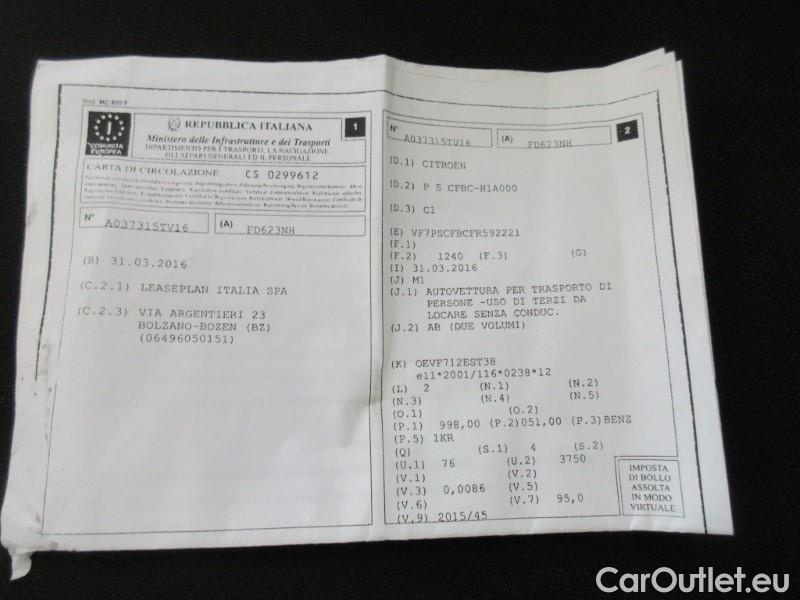 Mod. MC 820 F
COMUNITA
EUROPEA
REPUBBLICA ITALIANA
1
Ministero delle Infrastrutture e dei Trasporti
DIPARTIMENTO PER I TRASPORTI, LA NAVIGAZIONE,
GLI AFFARI GENERALI ED IL PERSONALE
CARTA DI CIRCOLAZIONE CS 0299612
N° A037315TV16 (A) FD623NH
(B) 31.03.2016
(C.2.1) LEASEPLAN ITALIA SPA
(C.2.3) VIA ARGENTIERI 23
BOLZANO-BOZEN (BZ)
(06496050151)
N° A037315TV16 (A) FD623NH
2
(D.1) CITROEN
(D.2) P S CFBC-H1A000
(D.3) C1
(E) VF7PSCFBCFR592221
(F.1)
(F.2) 1240 (F.3) (G)
(I) 31.03.2016
(J) M1
(J.1) AUTOVETTURA PER TRASPORTO DI
PERSONE -USO DI TERZI DA
LOCARE SENZA CONDUC.
(J.2) AB (DUE VOLUMI)
(K) OEVF712EST38
e11*2001/116*0238*12
(L) 2 (N.1) (N.2)
(N.3) (N.4) (N.5)
(O.1) (O.2)
(P.1) 998,00 (P.2)051,00 (P.3)BENZ
(P.5) 1KR
(Q) (S.1) 4 (S.2)
(U.1) 76 (U.2) 3750
(V.1) (V.2)
(V.3) 0,0086 (V.5)
(V.6) (V.7) 95,0
(V.9) 2015/45
IMPOSTA
DI BOLLO
ASSOLTA
IN MODO
VIRTUALE
CarOutlet.eu